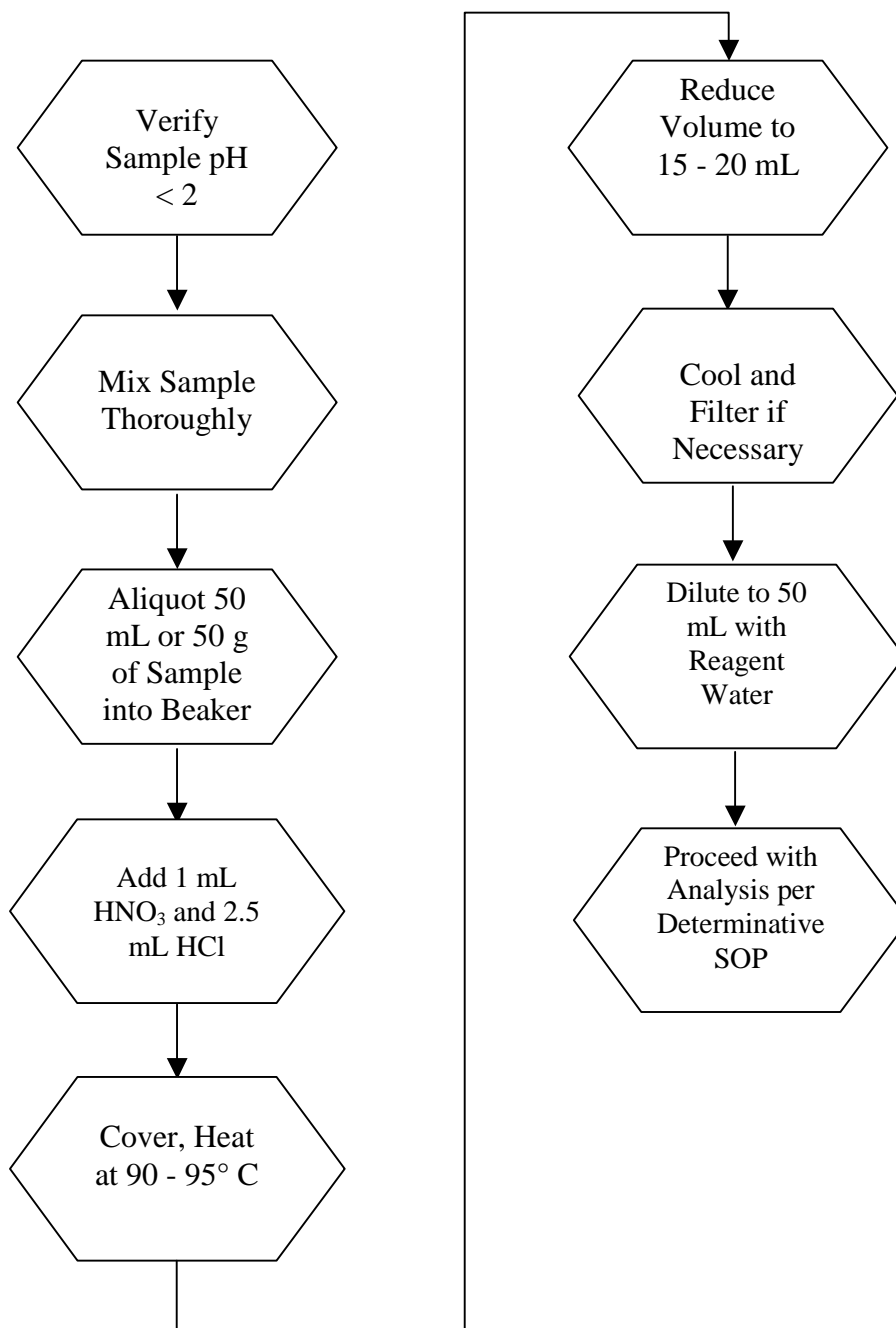 Verify
Sample pH
< 2
Mix Sample
Thoroughly
Aliquot 50
mL or 50 g
of Sample
into Beaker
Add 1 mL
HNO₃ and 2.5
mL HCl
Cover, Heat
at 90 - 95° C
Reduce
Volume to
15 - 20 mL
Cool and
Filter if
Necessary
Dilute to 50
mL with
Reagent
Water
Proceed with
Analysis per
Determinative
SOP